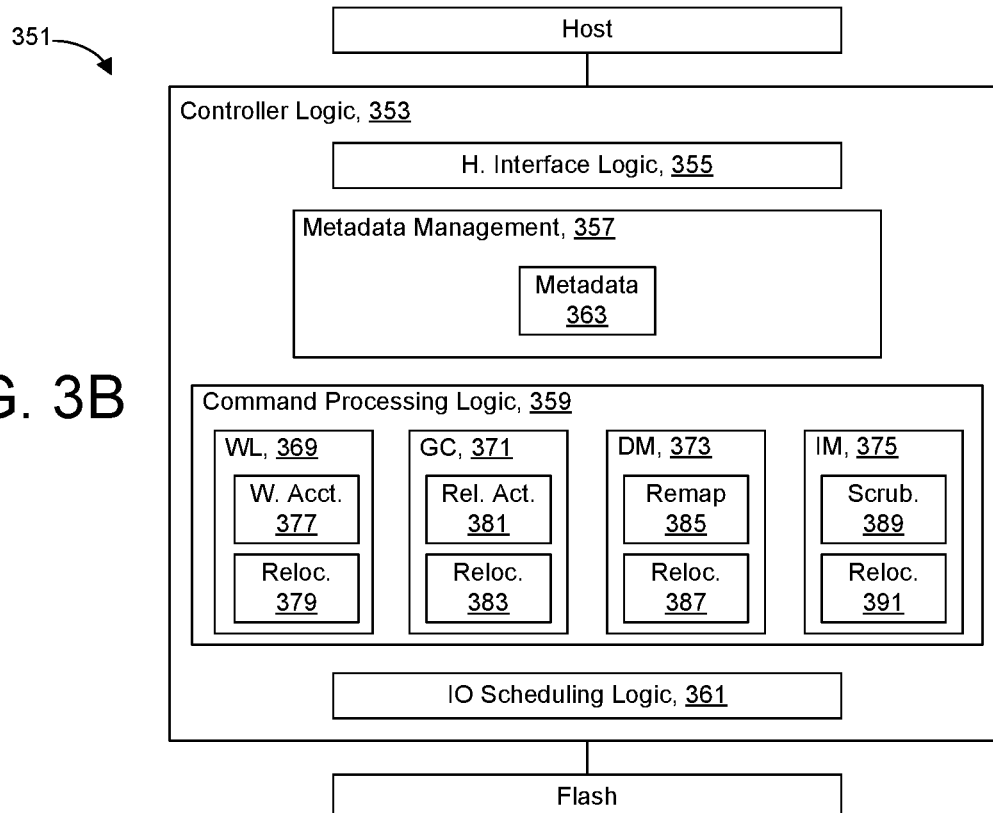 351
Host
Controller Logic, 353
H. Interface Logic, 355
Metadata Management, 357
Metadata
363
G. 3B
Command Processing Logic, 359
WL, 369
W. Acct.
377
Reloc.
379
GC, 371
Rel. Act.
381
Reloc.
383
DM, 373
Remap
385
Reloc.
387
IM, 375
Scrub.
389
Reloc.
391
IO Scheduling Logic, 361
Flash